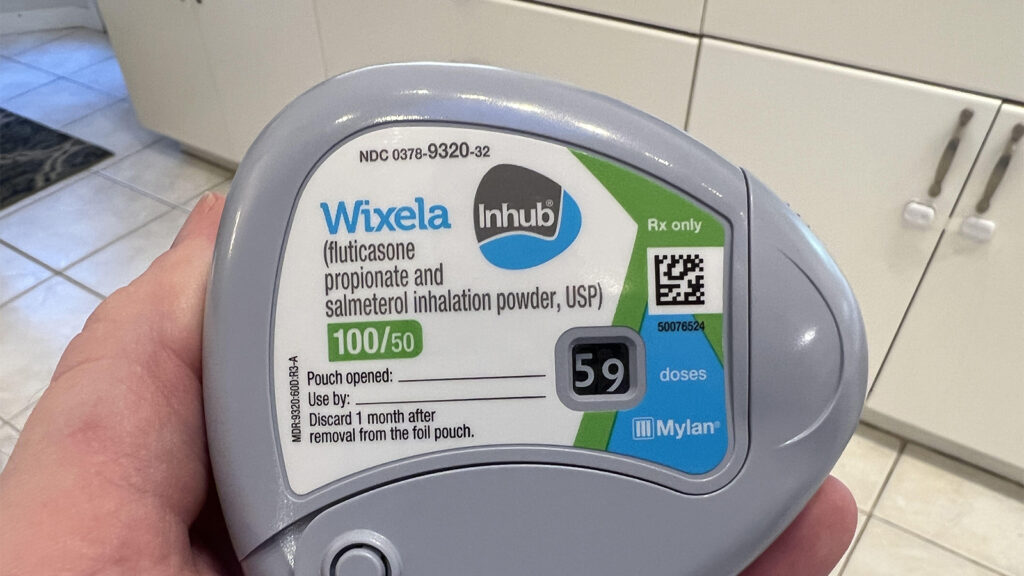 NDC 0378-9320-32
Wixela Inhub®
(fluticasone
propionate and
salmeterol inhalation powder, USP)
100/50
Pouch opened:
Use by:
Discard 1 month after
removal from the foil pouch.
MDR:9320:60D:R3-A
Rx only
50076524
59 doses
Mylan®